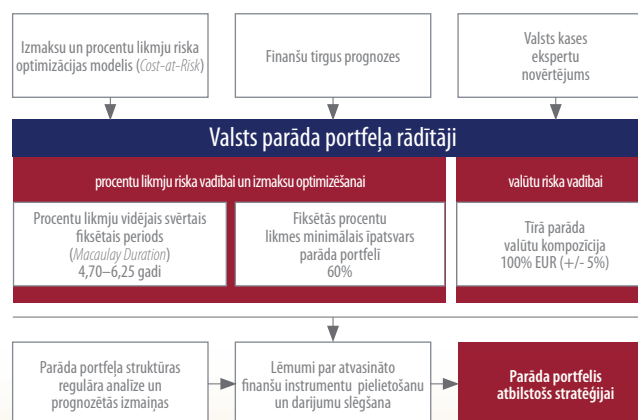 Izmaksu un procentu likmju riska
optimizācijas modelis (Cost-at-Risk)
Finanšu tirgus prognozes
Valsts kases
ekspertu
novērtējums
Valsts parāda portfeļa rādītāji
procentu likmju riska vadībai un izmaksu optimizēšanai
valūtu riska vadībai
Procentu likmju vidējais svērtais
fiksētais periods
(Macaulay Duration)
4,70–6,25 gadi
Fiksētās procentu
likmes minimālais īpatsvars
parāda portfelī
60%
Tīrā parāda
valūtu kompozīcija
100% EUR (+/- 5%)
Parāda portfeļa struktūras
regulāra analīze un
prognozētās izmaiņas
Lēmumi par atvasināto
finanšu instrumentu pielietošanu
un darījumu slēgšana
Parāda portfelis
atbilstošs stratēģijai